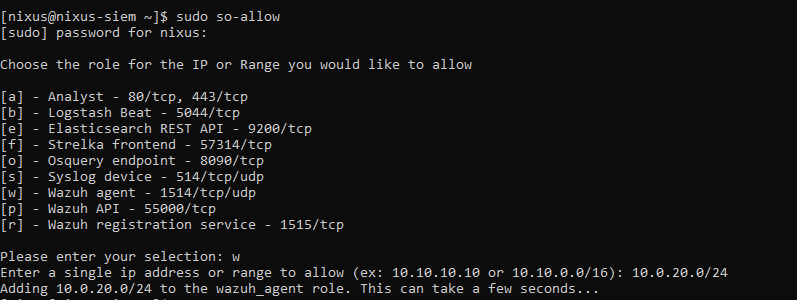 [nixus@nixus-siem ~]$ sudo so-allow
[sudo] password for nixus:
Choose the role for the IP or Range you would like to allow
[a] - Analyst - 80/tcp, 443/tcp
[b] - Logstash Beat - 5044/tcp
[e] - Elasticsearch REST API - 9200/tcp
[f] - Strelka frontend - 57314/tcp
[o] - Osquery endpoint - 8090/tcp
[s] - Syslog device - 514/tcp/udp
[w] - Wazuh agent - 1514/tcp/udp
[p] - Wazuh API - 55000/tcp
[r] - Wazuh registration service - 1515/tcp
Please enter your selection: w
Enter a single ip address or range to allow (ex: 10.10.10.10 or 10.10.0.0/16): 10.0.20.0/24
Adding 10.0.20.0/24 to the wazuh_agent role. This can take a few seconds...